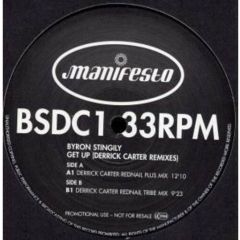 manifesto
BSDC1 33RPM
BYRON STINGILY
GET UP (DERRICK CARTER REMIXES)
SIDE A
A1 DERRICK CARTER REDNAIL PLUS MIX 12'10
SIDE B
B1 DERRICK CARTER REDNAIL TRIBE MIX 9'23
PROMOTIONAL USE - NOT FOR RESALE